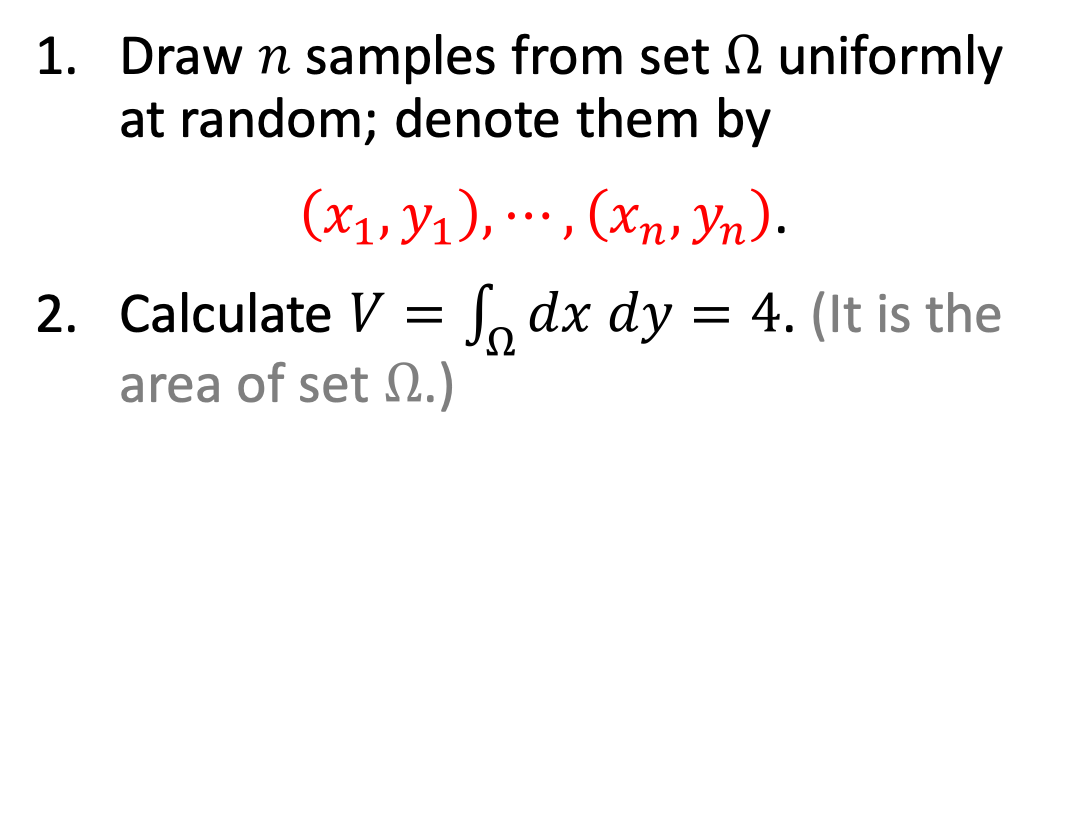 1. Draw n samples from set Ω uniformly
at random; denote them by
(x₁, y₁), ⋯ , (xₙ, yₙ).
2. Calculate V = ∫_Ω dx dy = 4. (It is the
area of set Ω.)